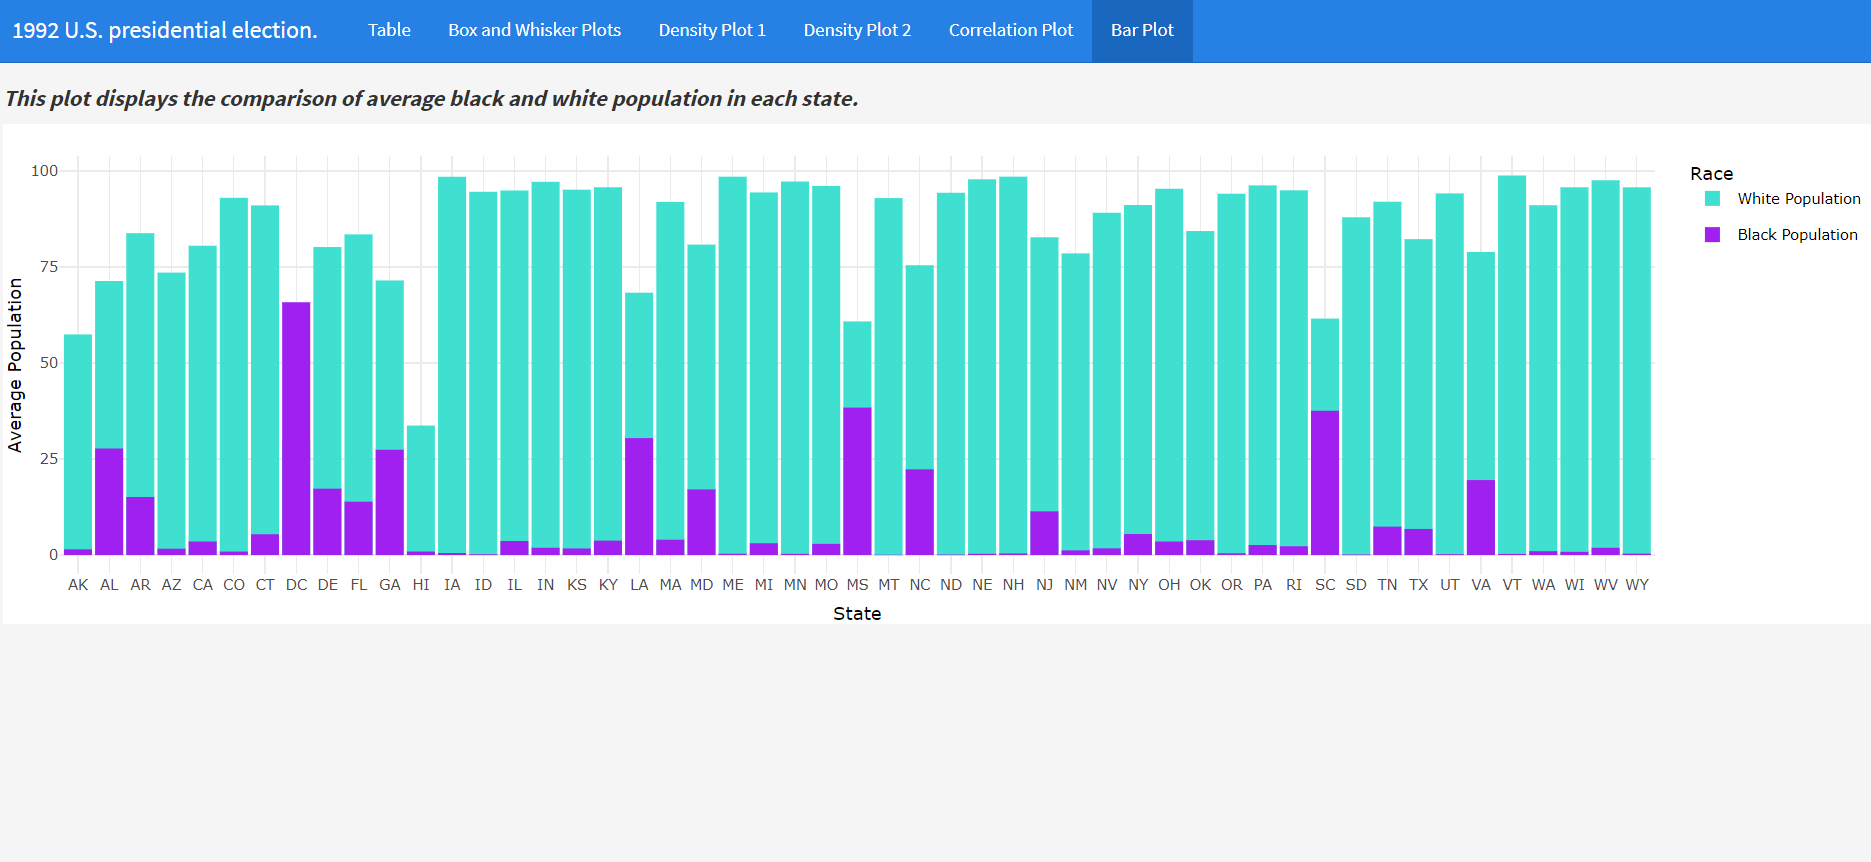 1992 U.S. presidential election. Table Box and Whisker Plots Density Plot 1 Density Plot 2 Correlation Plot Bar Plot
This plot displays the comparison of average black and white population in each state.
Average Population
100
75
50
25
0
AK AL AR AZ CA CO CT DC DE FL GA HI IA ID IL IN KS KY LA MA MD ME MI MN MO MS MT NC ND NE NH NJ NM NV NY OH OK OR PA RI SC SD TN TX UT VA VT WA WI WV WY
State
Race
White Population
Black Population